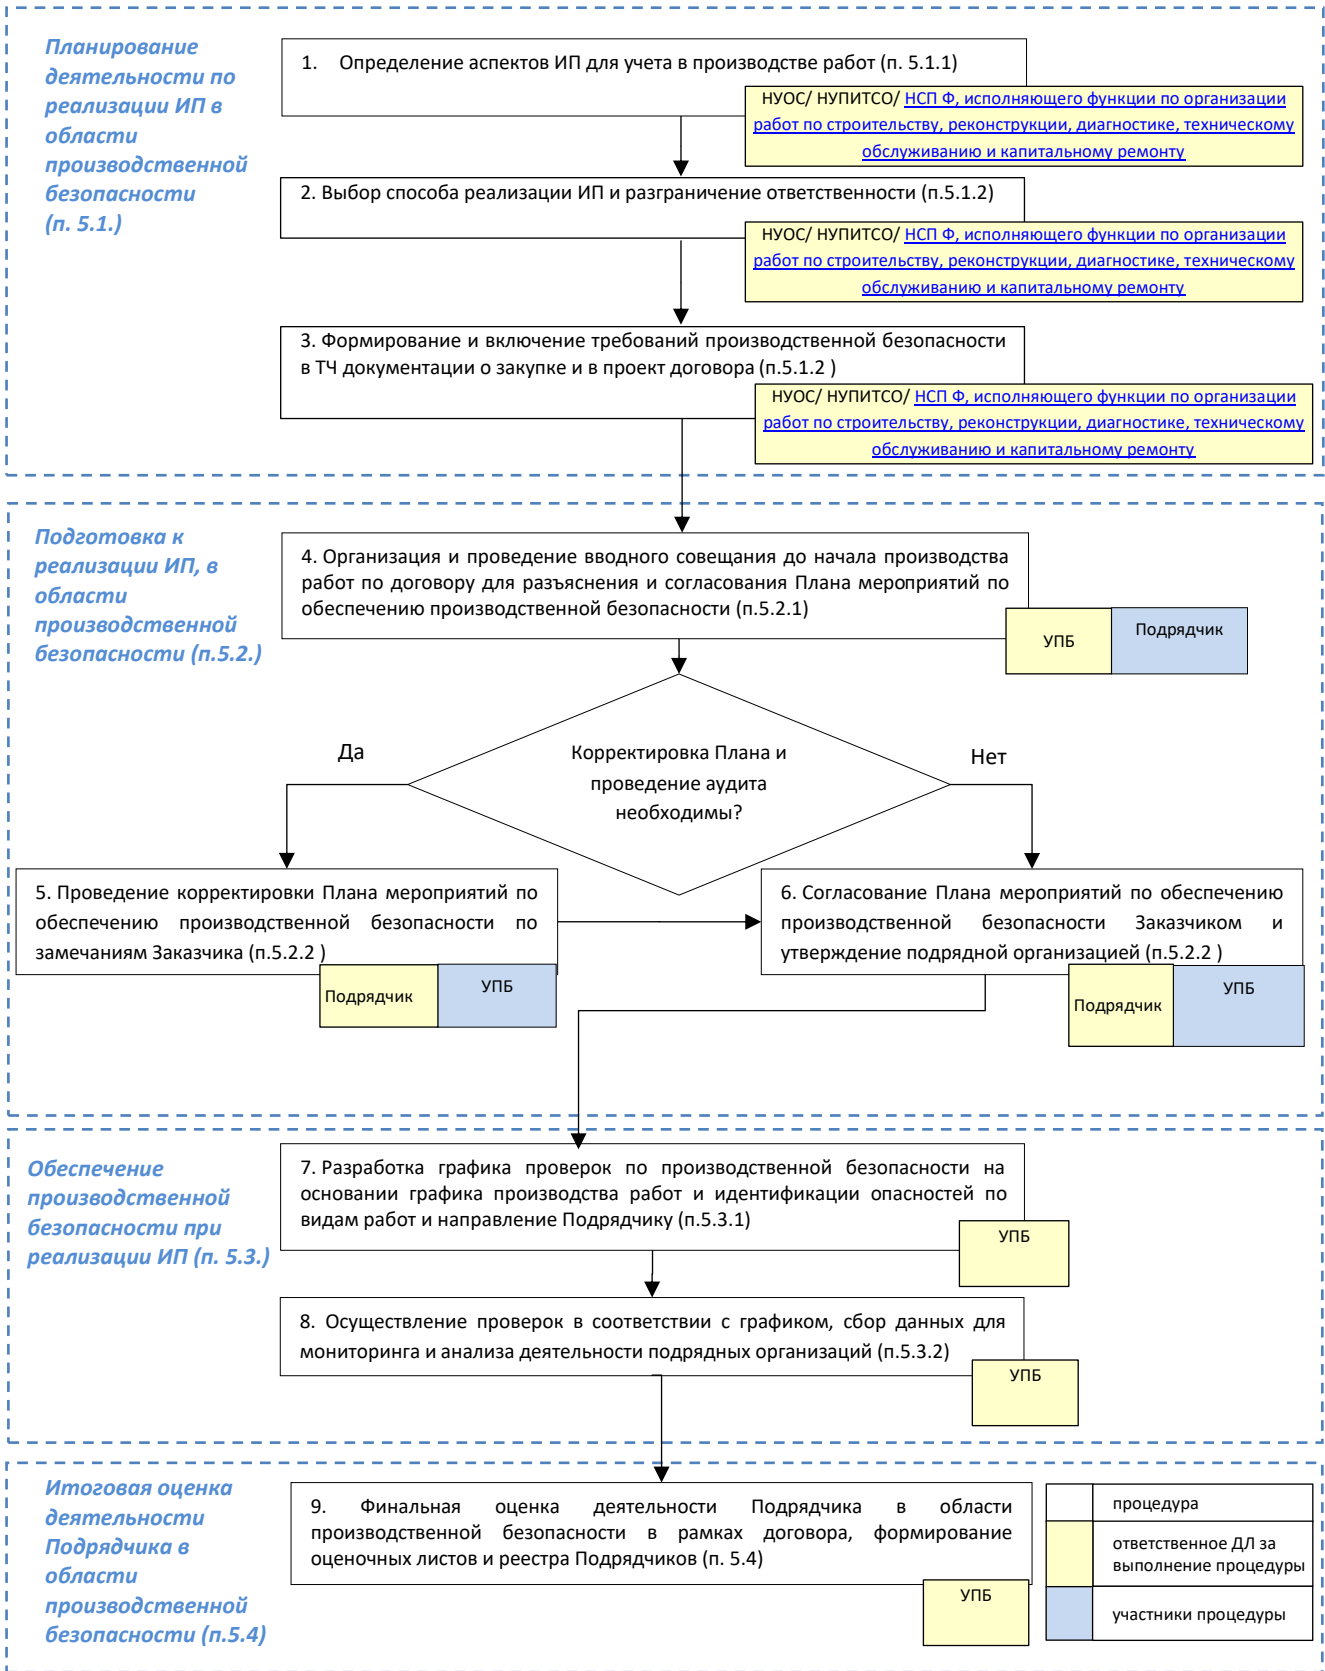 Планирование
деятельности по
реализации ИП в
области
производственной
безопасности
(п. 5.1.)
1. Определение аспектов ИП для учета в производстве работ (п. 5.1.1)
НУОС/ НУПИТСО/ НСП Ф, исполняющего функции по организации
работ по строительству, реконструкции, диагностике, техническому
обслуживанию и капитальному ремонту
2. Выбор способа реализации ИП и разграничение ответственности (п.5.1.2)
НУОС/ НУПИТСО/ НСП Ф, исполняющего функции по организации
работ по строительству, реконструкции, диагностике, техническому
обслуживанию и капитальному ремонту
3. Формирование и включение требований производственной безопасности
в ТЧ документации о закупке и в проект договора (п.5.1.2 )
НУОС/ НУПИТСО/ НСП Ф, исполняющего функции по организации
работ по строительству, реконструкции, диагностике, техническому
обслуживанию и капитальному ремонту
Подготовка к
реализации ИП, в
области
производственной
безопасности (п.5.2.)
4. Организация и проведение вводного совещания до начала производства
работ по договору для разъяснения и согласования Плана мероприятий по
обеспечению производственной безопасности (п.5.2.1)
УПБ
Подрядчик
Да
Корректировка Плана и
проведение аудита
необходимы?
Нет
5. Проведение корректировки Плана мероприятий по
обеспечению производственной безопасности по
замечаниям Заказчика (п.5.2.2 )
Подрядчик
УПБ
6. Согласование Плана мероприятий по обеспечению
производственной безопасности Заказчиком и
утверждение подрядной организацией (п.5.2.2 )
Подрядчик
УПБ
Обеспечение
производственной
безопасности при
реализации ИП (п. 5.3.)
7. Разработка графика проверок по производственной безопасности на
основании графика производства работ и идентификации опасностей по
видам работ и направление Подрядчику (п.5.3.1)
УПБ
8. Осуществление проверок в соответствии с графиком, сбор данных для
мониторинга и анализа деятельности подрядных организаций (п.5.3.2)
УПБ
Итоговая оценка
деятельности
Подрядчика в
области
производственной
безопасности (п.5.4)
9. Финальная оценка деятельности Подрядчика в области
производственной безопасности в рамках договора, формирование
оценочных листов и реестра Подрядчиков (п. 5.4)
УПБ
процедура
ответственное ДЛ за
выполнение процедуры
участники процедуры